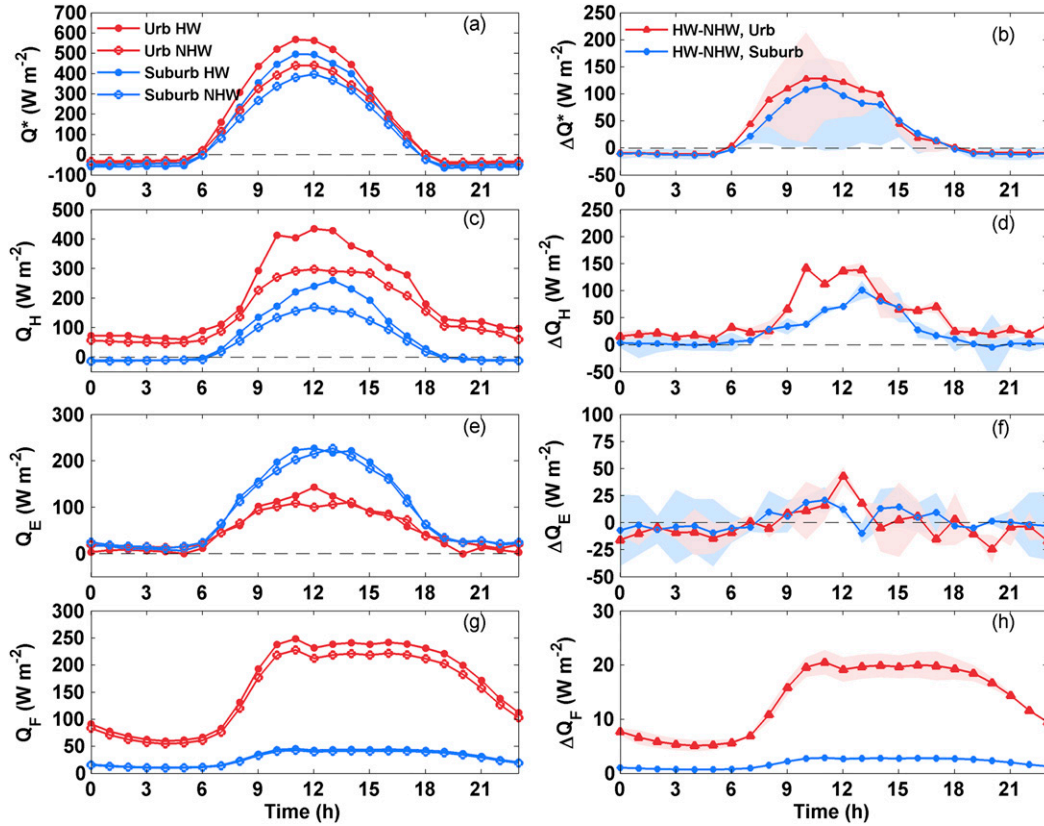 (a)
Urb HW
Urb NHW
Suburb HW
Suburb NHW
Q* (W m-2)
600
500
400
300
200
100
0
-100
0 3 6 9 12 15 18 21
(b)
HW-NHW, Urb
HW-NHW, Suburb
ΔQ* (W m-2)
250
200
150
100
50
0
-50
0 3 6 9 12 15 18 21
(c)
QH (W m-2)
500
400
300
200
100
0
0 3 6 9 12 15 18 21
(d)
ΔQH (W m-2)
250
200
150
100
50
0
-50
0 3 6 9 12 15 18 21
(e)
QE (W m-2)
300
200
100
0
0 3 6 9 12 15 18 21
(f)
ΔQE (W m-2)
100
75
50
25
0
-25
-50
0 3 6 9 12 15 18 21
(g)
QF (W m-2)
300
250
200
150
100
50
0
0 3 6 9 12 15 18 21
Time (h)
(h)
ΔQF (W m-2)
30
20
10
0
0 3 6 9 12 15 18 21
Time (h)